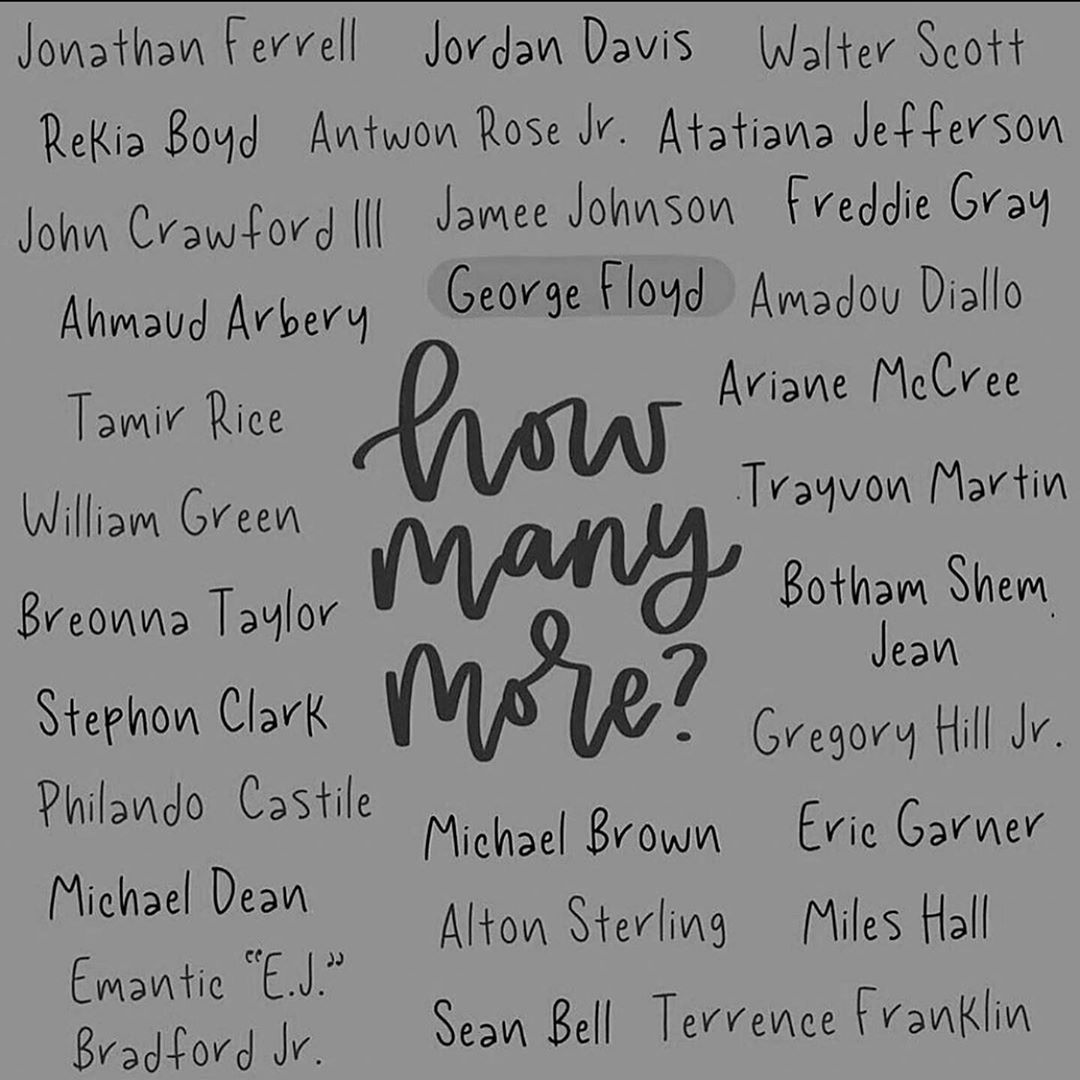 Jonathan Ferrell Jordan Davis Walter Scott
Rekia Boyd Antwon Rose Jr. Atatiana Jefferson
John Crawford III Jamee Johnson Freddie Gray
George Floyd Amadou Diallo
Ahmaud Arbery
how
Ariane McCree
Tamir Rice
Trayvon Martin
William Green
many
Botham Shem
Jean
Breonna Taylor
more?
Stephon Clark
Gregory Hill Jr.
Philando Castile
Michael Brown Eric Garner
Michael Dean
Alton Sterling Miles Hall
Emantic "E.J."
Bradford Jr.
Sean Bell Terrence Franklin